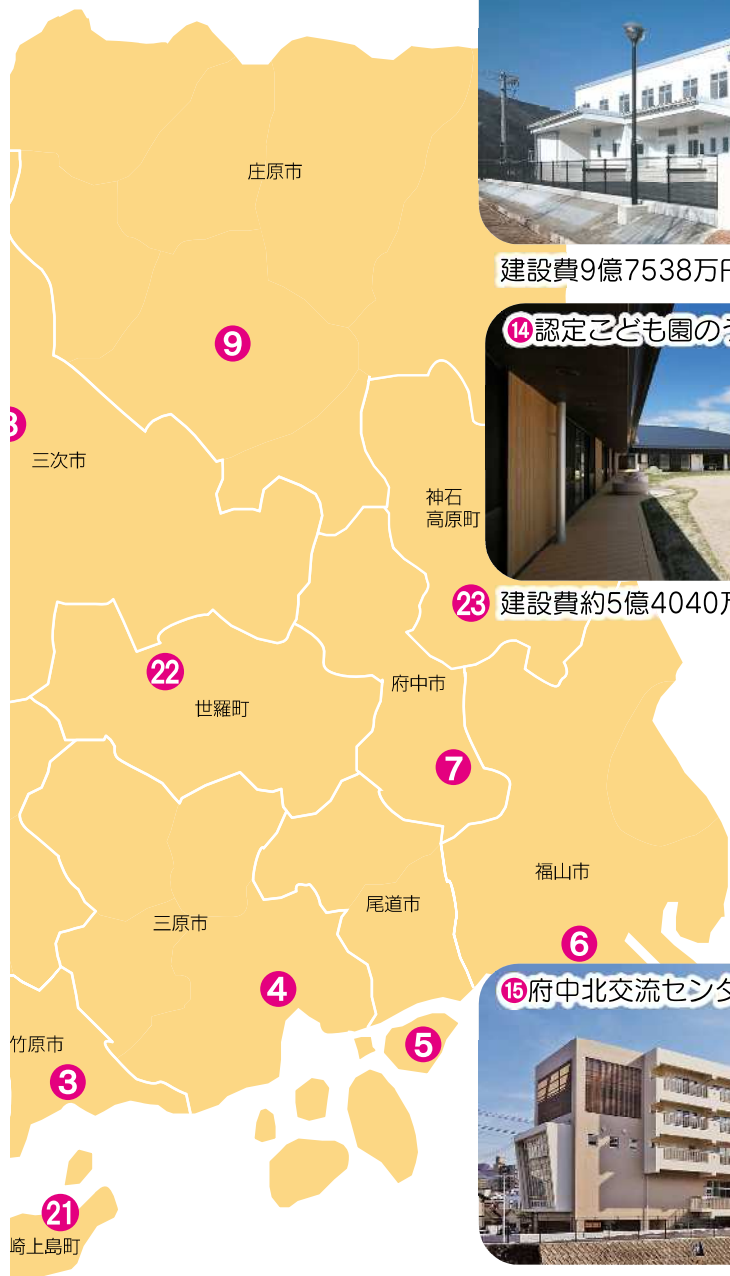 庄原市
建設費9億7538万円
9
⑭認定こども園の
8
三次市
神石
高原町
23
建設費約5億4040万
22
府中市
世羅町
7
福山市
尾道市
三原市
6
4
⑮府中北交流センタ
竹原市
5
3
21
崎上島町